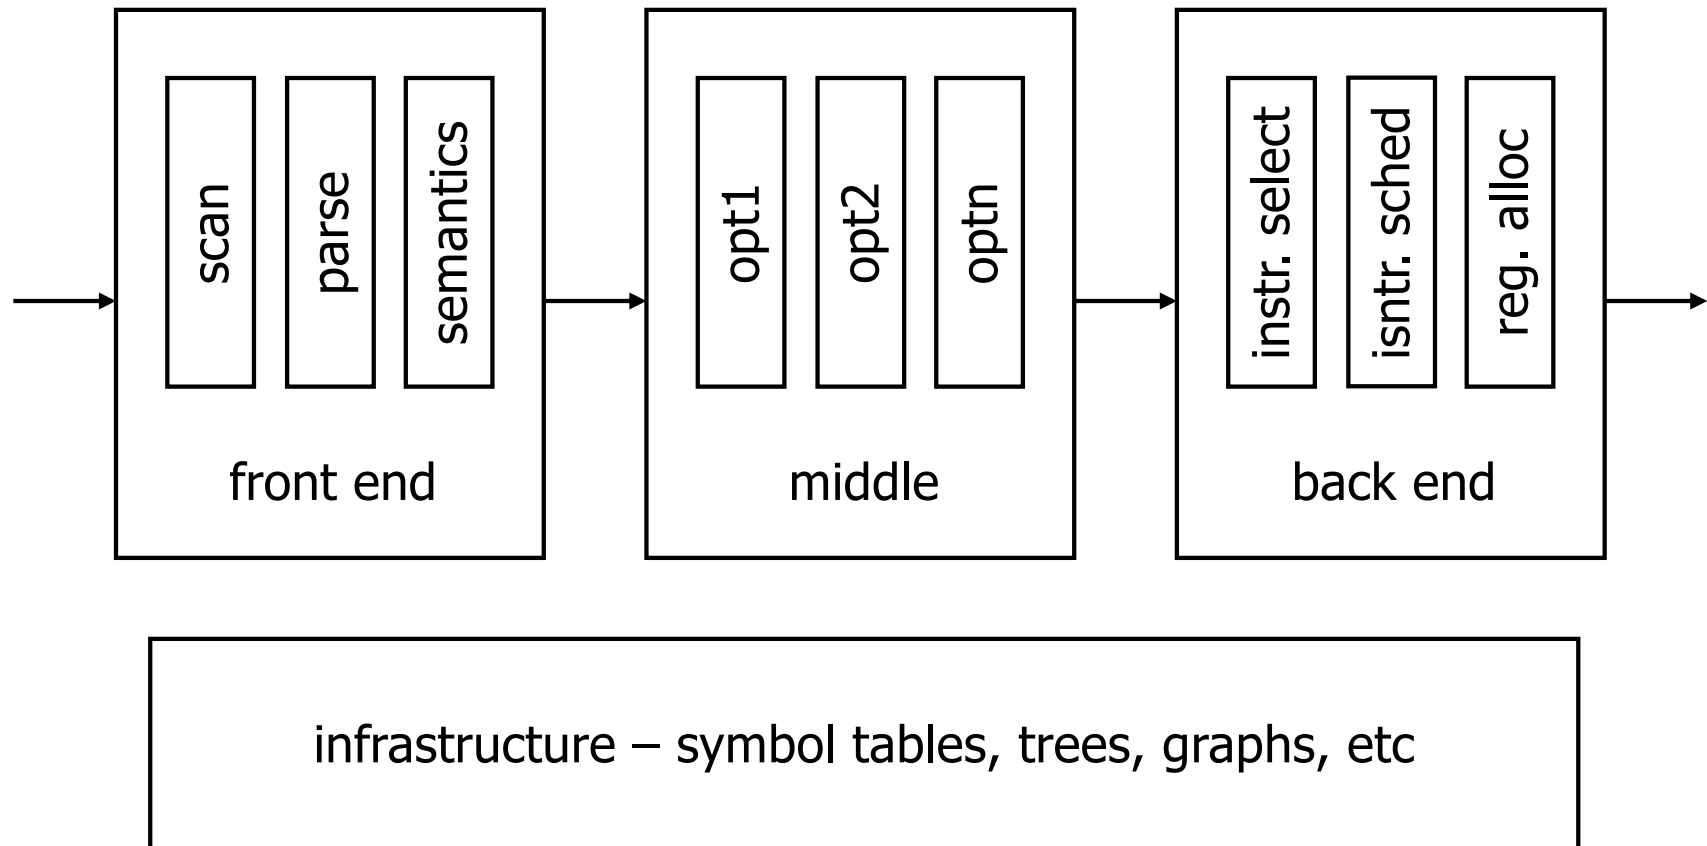 scan
parse
semantics
front end
opt1
opt2
optn
middle
instr. select
isntr. sched
reg. alloc
back end
infrastructure – symbol tables, trees, graphs, etc